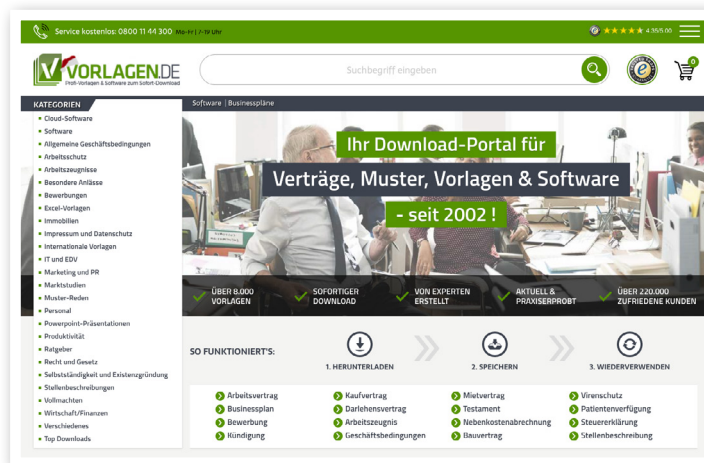 Service kostenlos: 0800 11 44 300 Mo-Fr | 7-19 Uhr
4.39/5.00
VORLAGEN.DE
Profi-Vorlagen & Software zum Sofort-Download
Suchbegriff eingeben
0
KATEGORIEN
Software | Businesspläne
Cloud-Software
Software
Allgemeine Geschäftsbedingungen
Arbeitsschutz
Arbeitszeugnisse
Besondere Anlässe
Bewerbungen
Excel-Vorlagen
Immobilien
Impressum und Datenschutz
Internationale Vorlagen
IT und EDV
Marketing und PR
Marktstudien
Muster-Reden
Personal
Powerpoint-Präsentationen
Produktivität
Ratgeber
Recht und Gesetz
Selbstständigkeit und Existenzgründung
Stellenbeschreibungen
Vollmachten
Wirtschaft/Finanzen
Verschiedenes
Top Downloads
Ihr Download-Portal für
Verträge, Muster, Vorlagen & Software
- seit 2002 !
ÜBER 8.000
VORLAGEN
SOFORTIGER
DOWNLOAD
VON EXPERTEN
ERSTELLT
AKTUELL &
PRAXISERPROBT
ÜBER 220.000
ZUFRIEDENE KUNDEN
SO FUNKTIONIERT'S:
1. HERUNTERLADEN
2. SPEICHERN
3. WIEDERVERWENDEN
Arbeitsvertrag
Businessplan
Bewerbung
Kündigung
Kaufvertrag
Darlehensvertrag
Arbeitszeugnis
Geschäftsbedingungen
Mietvertrag
Testament
Nebenkostenabrechnung
Bauvertrag
Virenschutz
Patientenverfügung
Steuererklärung
Stellenbeschreibung